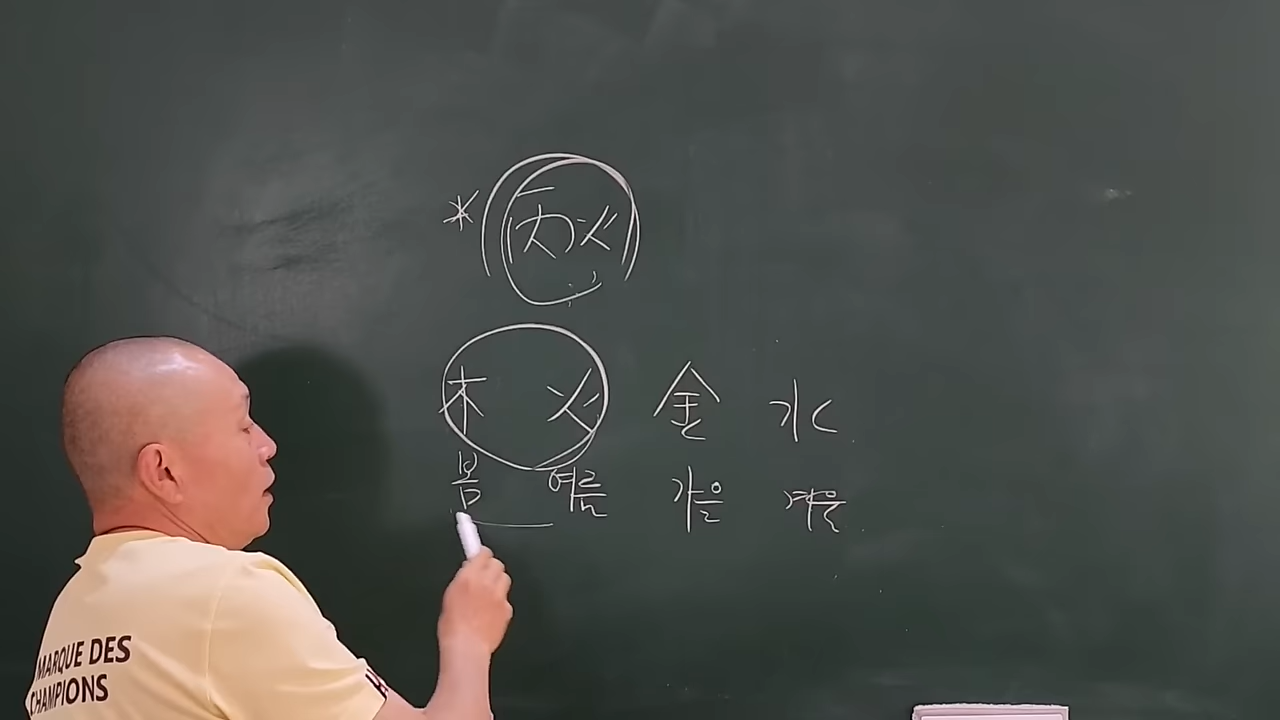 * 丙火
木 火 金 水
봄 여름 가을 겨울
MARQUE DES
CHAMPIONS